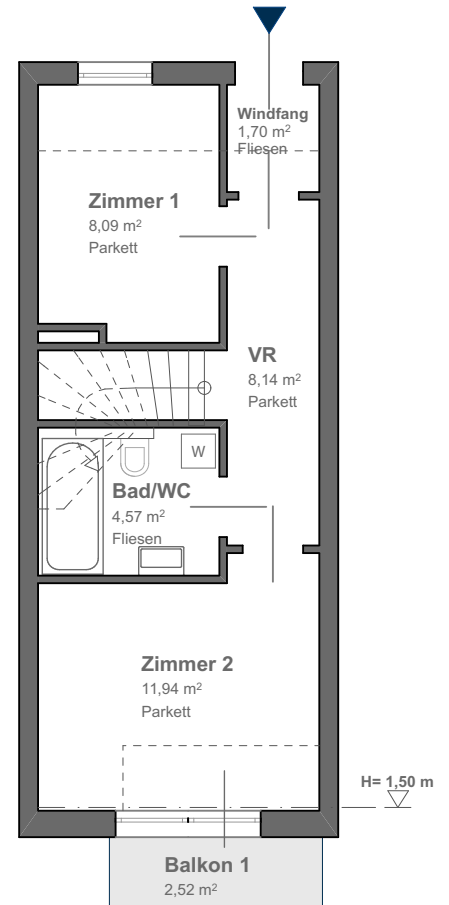 Windfang
1,70 m²
Fliesen
Zimmer 1
8,09 m²
Parkett
VR
8,14 m²
Parkett
W
Bad/WC
4,57 m²
Fliesen
Zimmer 2
11,94 m²
Parkett
H= 1,50 m
Balkon 1
2,52 m²